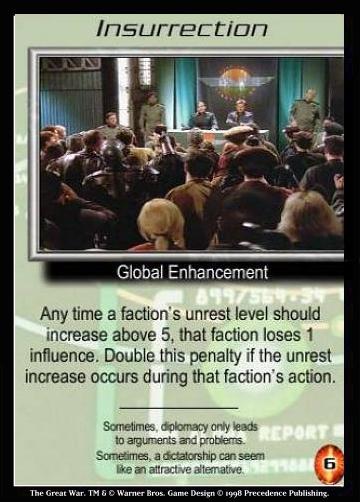 Insurrection
Global Enhancement
Any time a faction's unrest level should
increase above 5, that faction loses 1
influence. Double this penalty if the unrest
increase occurs during that faction's action.
Sometimes, diplomacy only leads
to arguments and problems.
Sometimes, a dictatorship can seem
like an attractive alternative.
6
The Great War. TM & © Warner Bros. Game Design © 1998 Precedence Publishing.